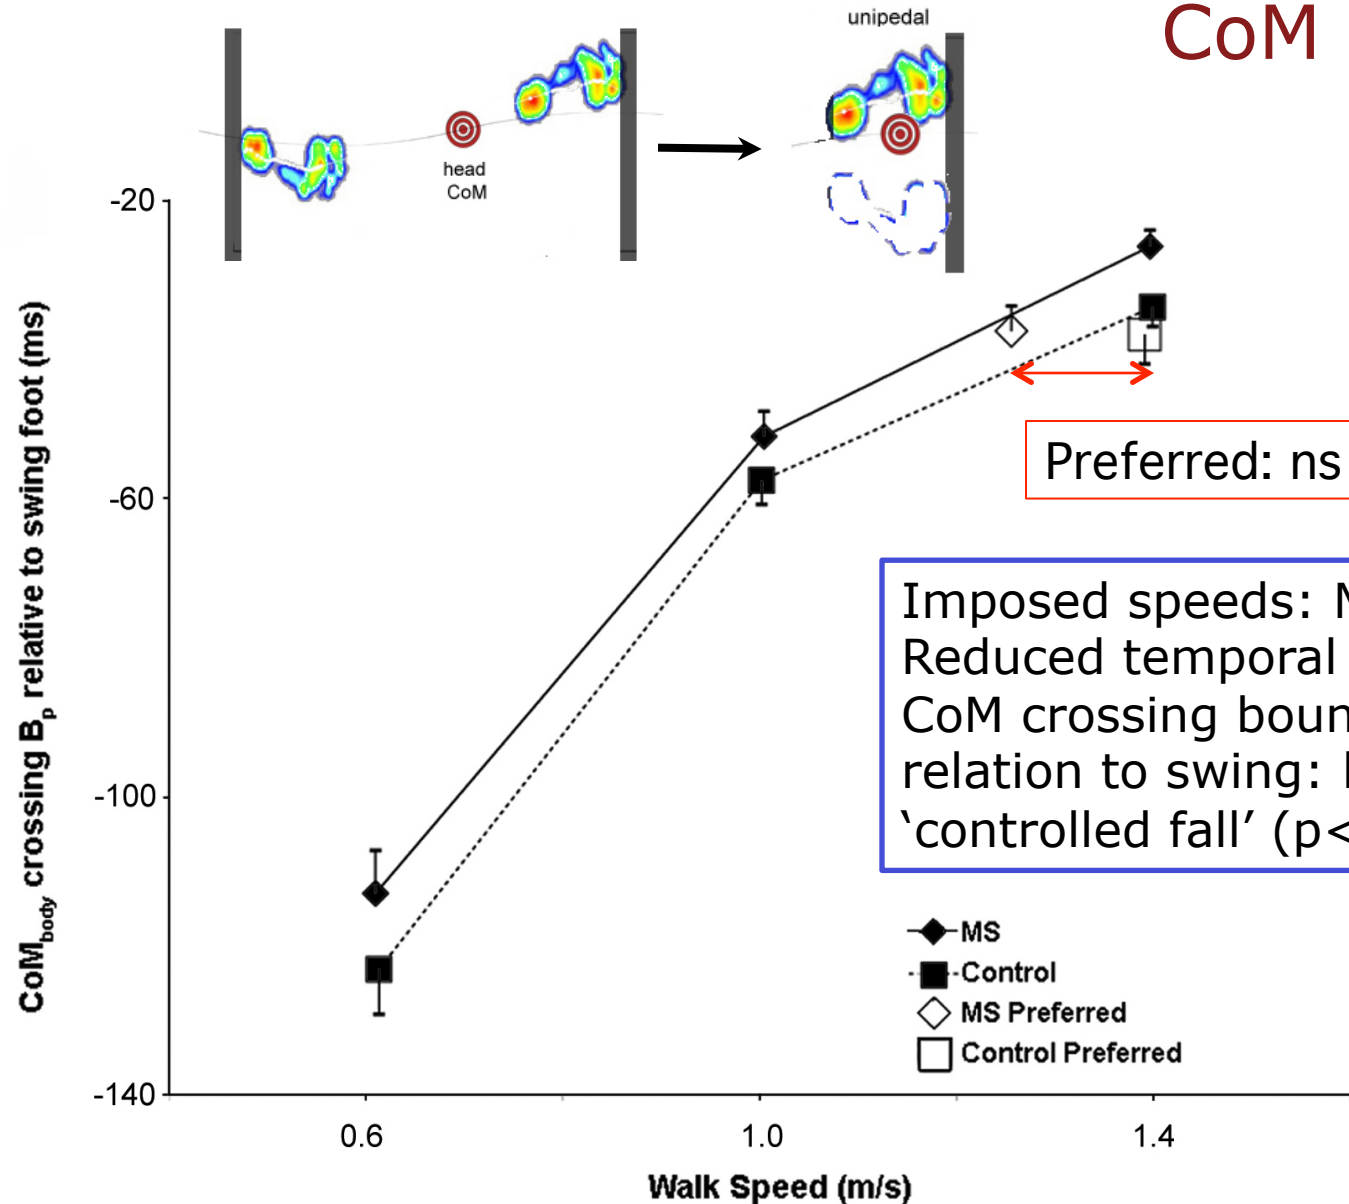 CoM
unipedal
head
CoM
-20
-60
-100
-140
CoMbody crossing Bp relative to swing foot (ms)
Preferred: ns
Imposed speeds:
Reduced temporal
CoM crossing
relation to swing:
‘controlled fall’ (p<
MS
Control
MS Preferred
Control Preferred
0.6
1.0
1.4
Walk Speed (m/s)